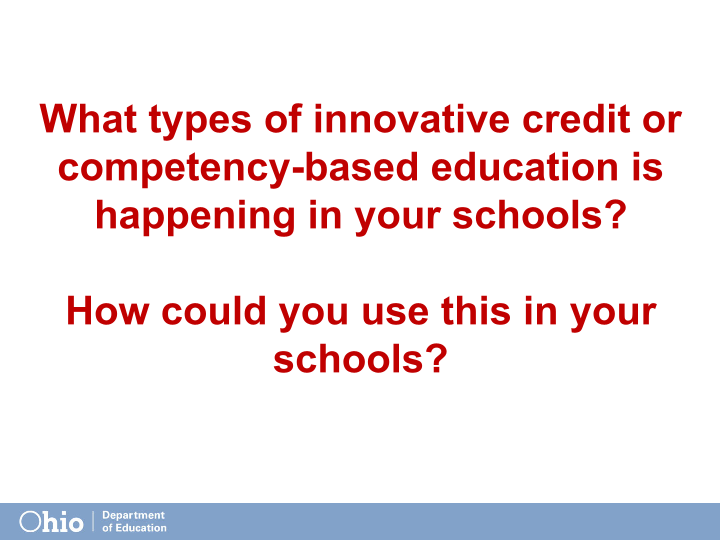 What types of innovative credit or
competency-based education is
happening in your schools?
How could you use this in your
schools?
Ohio
Department
of Education